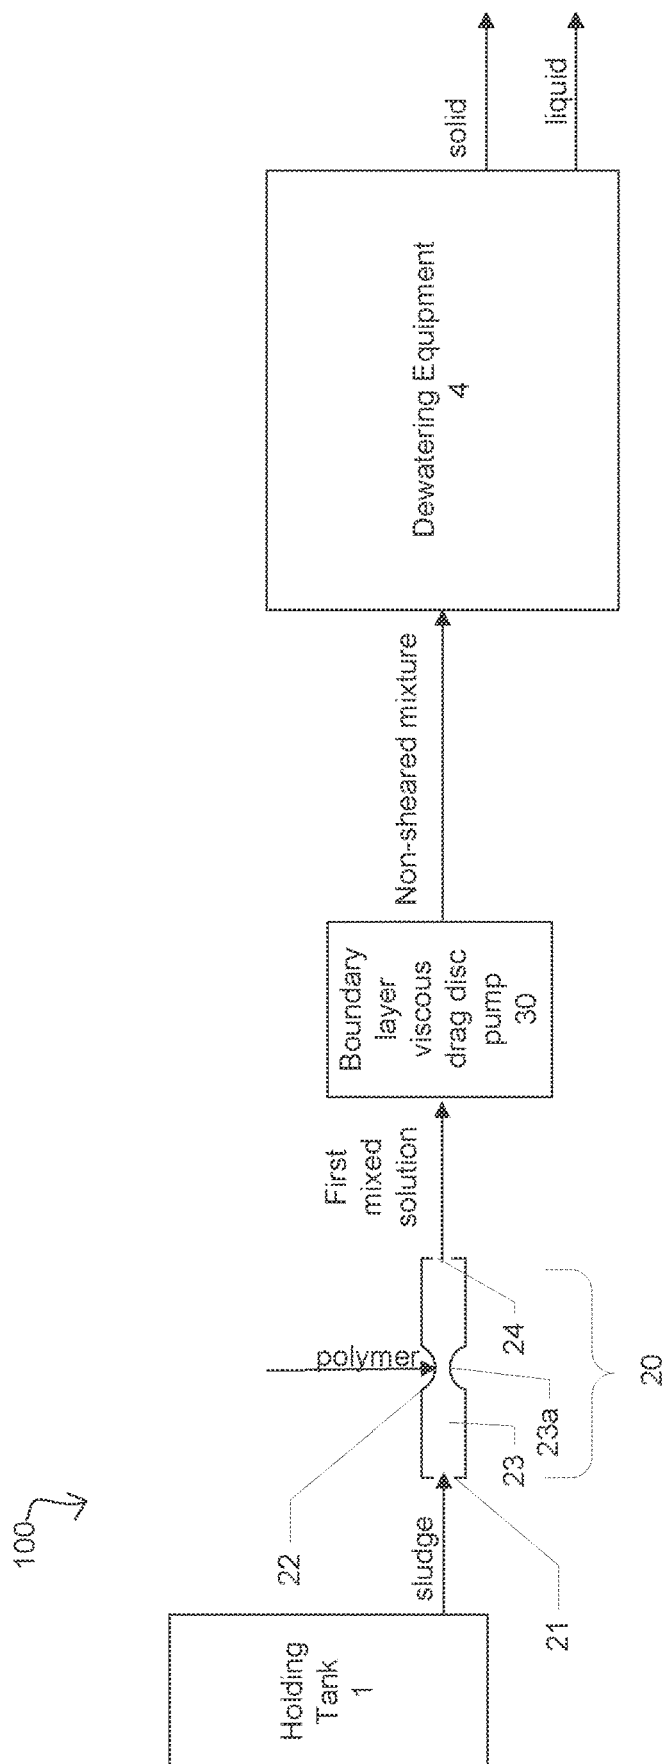 100
Holding
Tank
1
sludge
21
22
polymer
23
23a
24
20
First
mixed
solution
Boundary
layer
viscous
drag disc
pump
30
Non-sheared mixture
Dewatering Equipment
4
solid
liquid